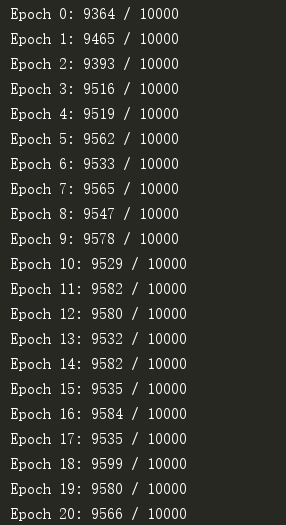 Epoch 0: 9364 / 10000
Epoch 1: 9465 / 10000
Epoch 2: 9393 / 10000
Epoch 3: 9516 / 10000
Epoch 4: 9519 / 10000
Epoch 5: 9562 / 10000
Epoch 6: 9533 / 10000
Epoch 7: 9565 / 10000
Epoch 8: 9547 / 10000
Epoch 9: 9578 / 10000
Epoch 10: 9529 / 10000
Epoch 11: 9582 / 10000
Epoch 12: 9580 / 10000
Epoch 13: 9532 / 10000
Epoch 14: 9582 / 10000
Epoch 15: 9535 / 10000
Epoch 16: 9584 / 10000
Epoch 17: 9535 / 10000
Epoch 18: 9599 / 10000
Epoch 19: 9580 / 10000
Epoch 20: 9566 / 10000